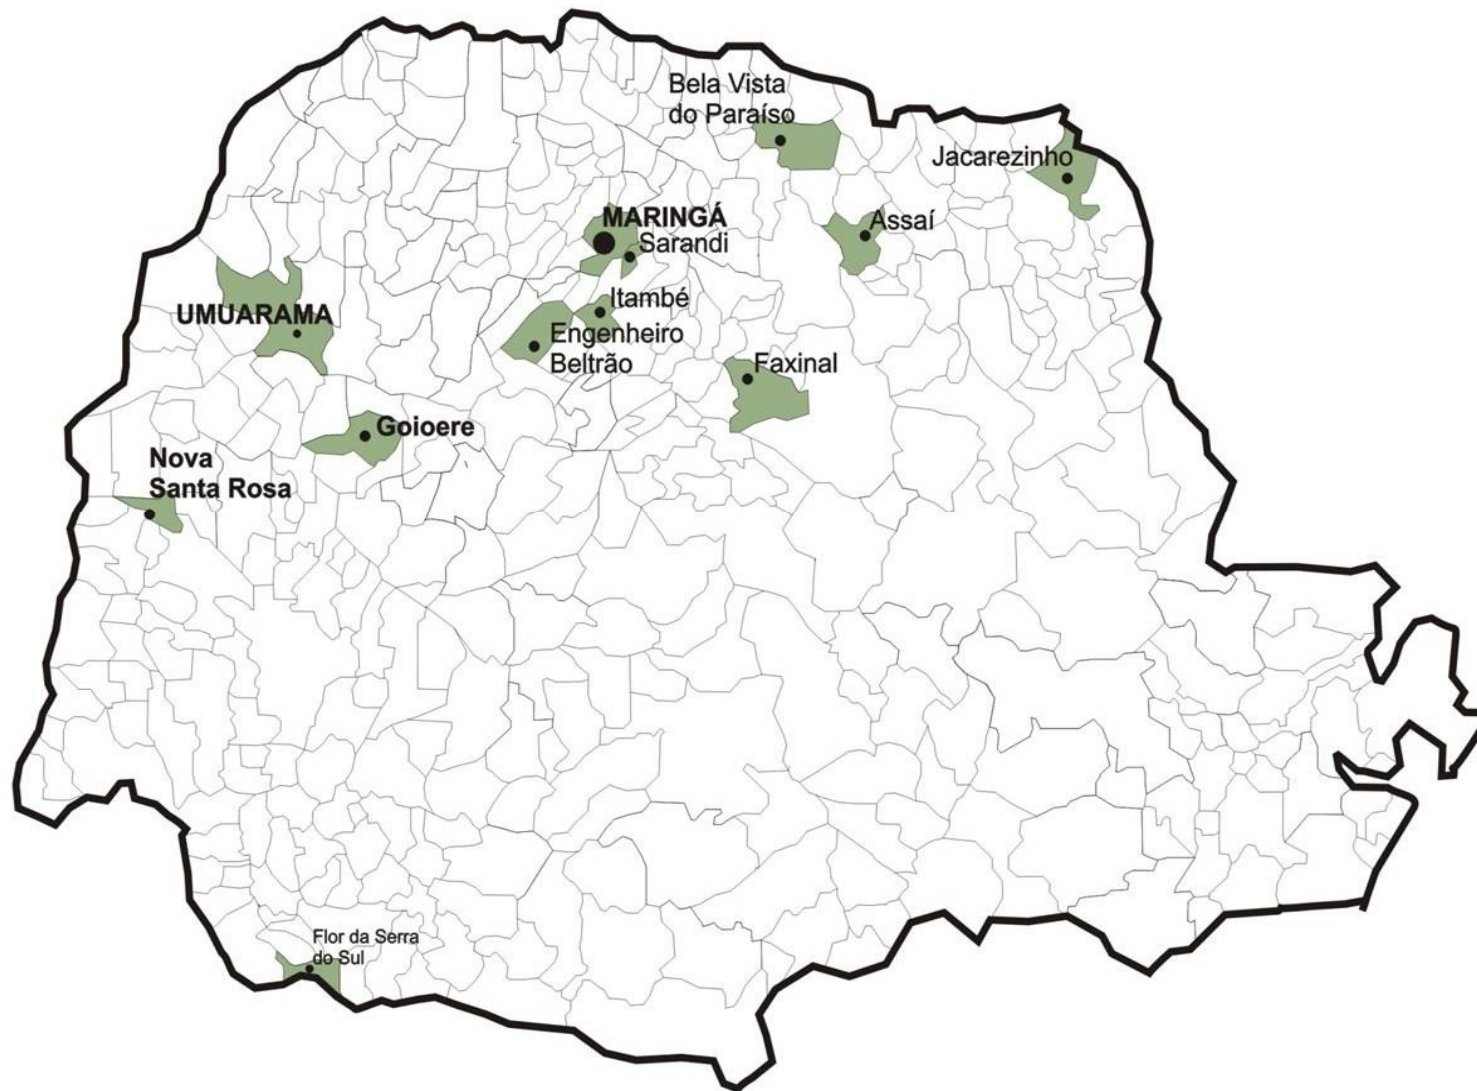 Bela Vista
do Paraíso
Jacarezinho
MARINGÁ
Sarandi
Assaí
Itambé
UMUARAMA
Engenheiro
Beltrão
Faxinal
Goioere
Nova
Santa Rosa
Flor da Serra
do Sul